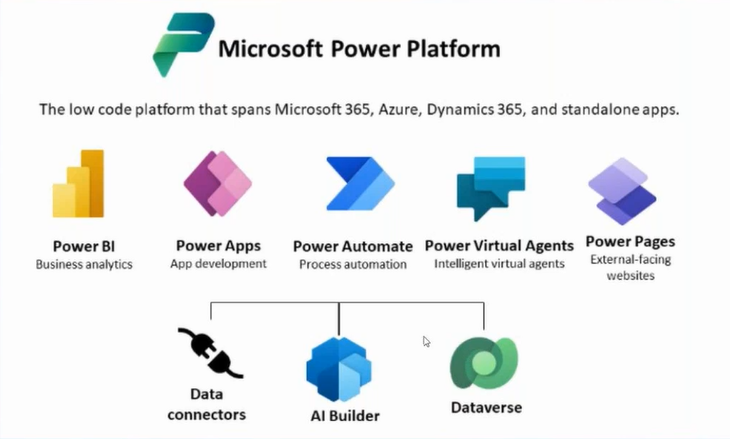 Microsoft Power Platform
The low code platform that spans Microsoft 365, Azure, Dynamics 365, and standalone apps.
Power BI
Business analytics
Power Apps
App development
Power Automate
Process automation
Power Virtual Agents
Intelligent virtual agents
Power Pages
External-facing
websites
Data
connectors
AI Builder
Dataverse